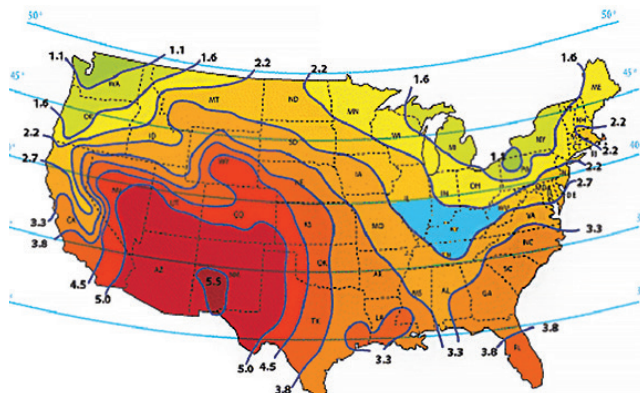 50°
50°
1.1
1.1
1.6
2.2
2.2
1.6
1.6
45°
45
WA
MT
ND
MN
ME
1.6
OR
ID
WI
MI
NY
NH
2.2
2.2
SD
1.1
2.2
2.7
IA
OH
2.7
DE
NV
UT
CO
KS
MO
KY
VA
3.3
3.3
CA
3.8
OK
AR
NC
SC
4.5
AZ
NM
MS
AL
GA
5.0
5.5
TX
LA
5.0
4.5
3.3
3.3
3.8
3.8
3.8
FL